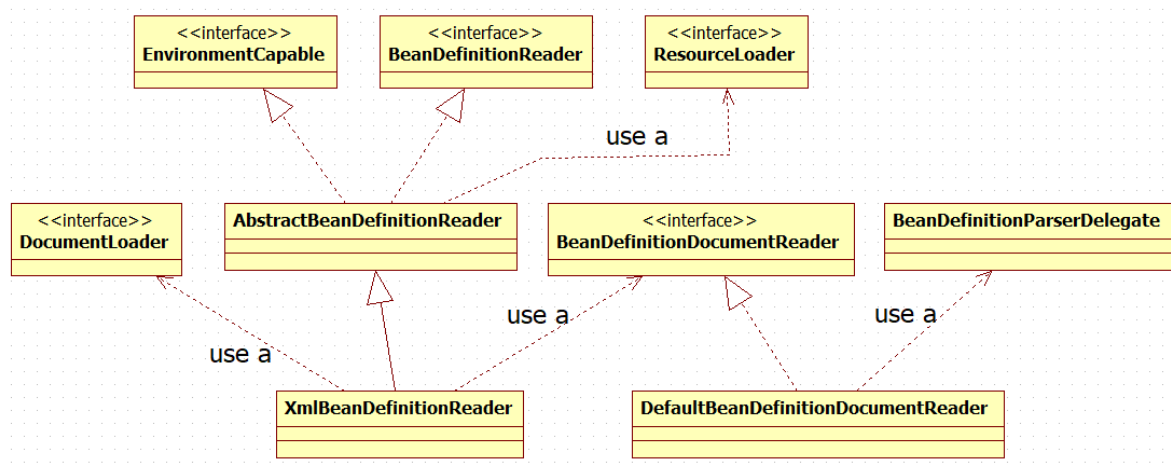 <<interface>>
EnvironmentCapable
<<interface>>
BeanDefinitionReader
<<interface>>
ResourceLoader
use a
<<interface>>
DocumentLoader
AbstractBeanDefinitionReader
<<interface>>
BeanDefinitionDocumentReader
BeanDefinitionParserDelegate
use a
use a
use a
XmlBeanDefinitionReader
DefaultBeanDefinitionDocumentReader